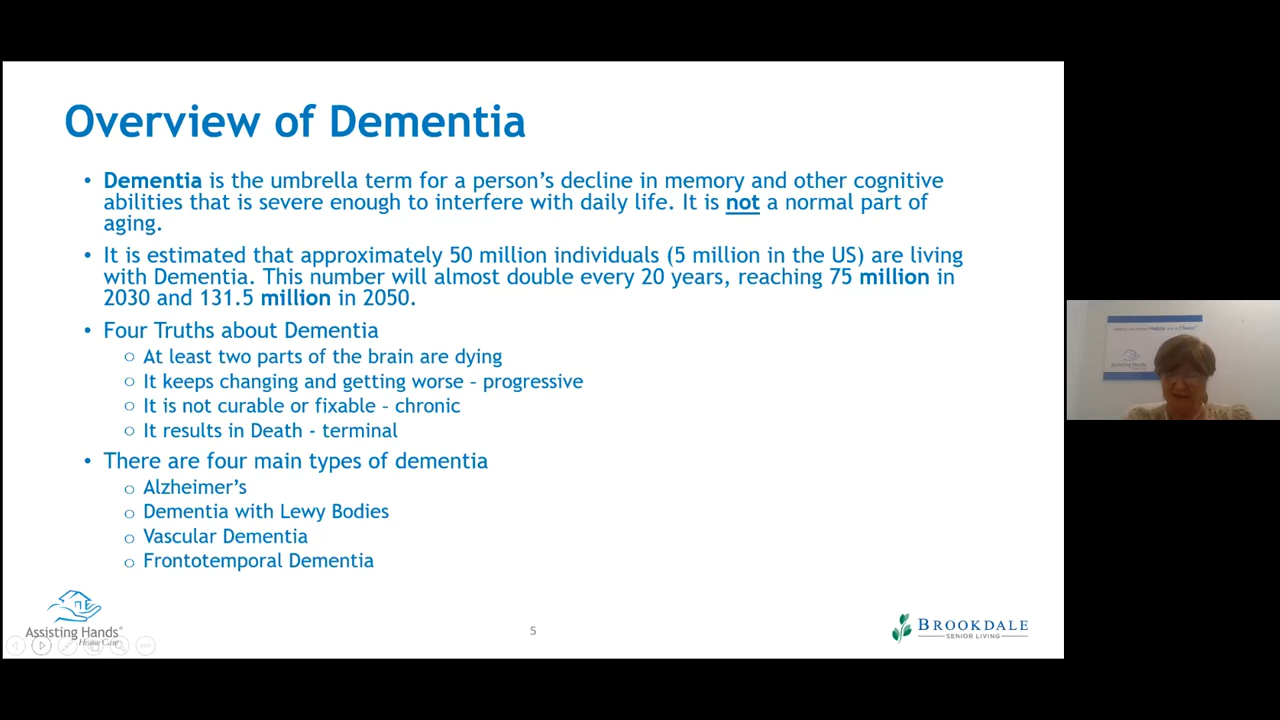 Overview of Dementia
• Dementia is the umbrella term for a person's decline in memory and other cognitive
abilities that is severe enough to interfere with daily life. It is not a normal part of
aging.
• It is estimated that approximately 50 million individuals (5 million in the US) are living
with Dementia. This number will almost double every 20 years, reaching 75 million in
2030 and 131.5 million in 2050.
• Four Truths about Dementia
o At least two parts of the brain are dying
o It keeps changing and getting worse – progressive
o It is not curable or fixable – chronic
o It results in Death - terminal
• There are four main types of dementia
o Alzheimer's
o Dementia with Lewy Bodies
o Vascular Dementia
o Frontotemporal Dementia
Assisting Hands®
Home Care
5
BROOKDALE
SENIOR LIVING
Happy
Home
Assisting Hands